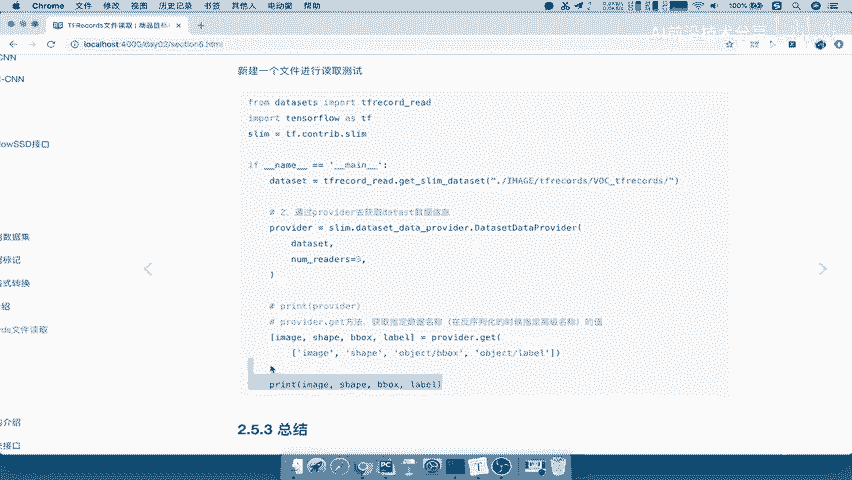 Chrome 文件 修改 视图 历史记录 书签 其他人 电动窗 帮助
100%
TFRecords文件读取 | 商品目标
localhost:4000/day02/section6.html
CNN
-CNN
lowSSD接口
数据集
标记
式转换
绍
rds文件读取
的介绍
接口
新建一个文件进行读取测试
from datasets import tfrecord_read
import tensorflow as tf
slim = tf.contrib.slim
if __name__ == '__main__':
dataset = tfrecord_read.get_slim_dataset("./IMAGE/tfrecords/VOC_tfrecords/")
# 2、通过provider去获取dataset数据信息
provider = slim.dataset_data_provider.DatasetDataProvider(
dataset,
num_readers=3,
)
# print(provider)
# provider.get方法，获取指定数据名称（在反序列化的时候指定高级名称）的值
[image, shape, bbox, label] = provider.get(
['image', 'shape', 'object/bbox', 'object/label'])
print(image, shape, bbox, label)
2.5.3 总结